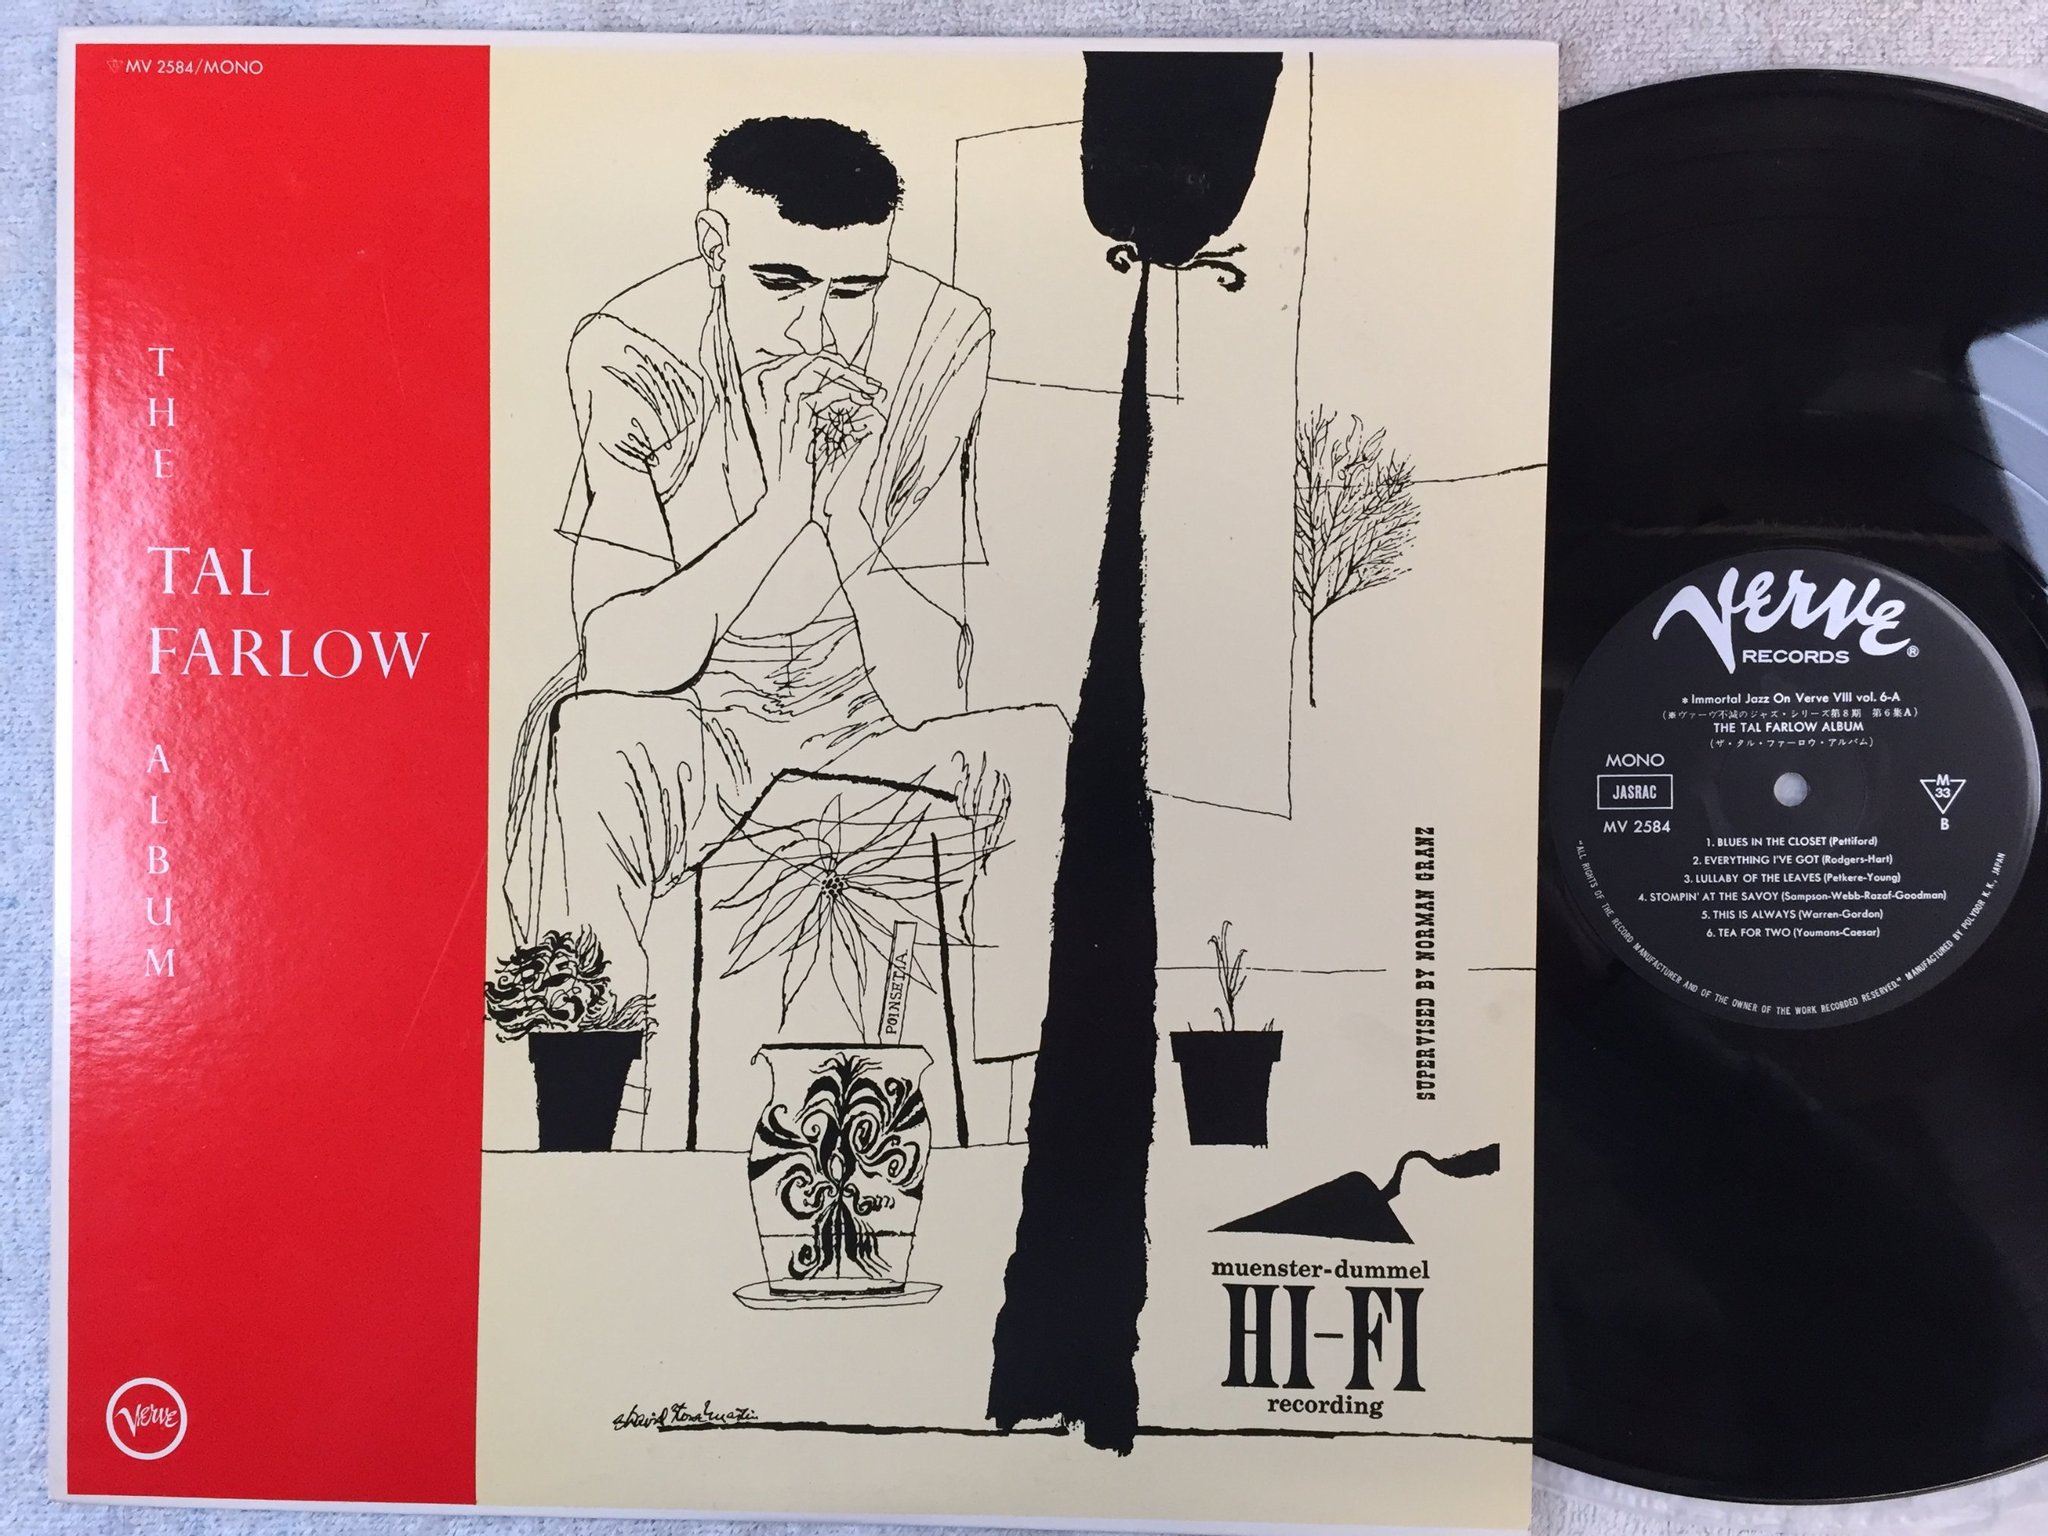 MV 2584/MONO
THE
TAL
FARLOW
ALBUM
Verve
POINSETTIA
SUPERVISED BY NORMAN GRANZ
muenster-dummel
HI-FI
recording
David Stone Martin
Verve
RECORDS ®
* Immortal Jazz On Verve VIII vol. 6-A
(※ヴァーヴ不滅のジャズ・シリーズ第8期 第6集A)
THE TAL FARLOW ALBUM
(ザ・タル・ファーロウ・アルバム)
MONO
JASRAC
MV 2584
M
33
B
1. BLUES IN THE CLOSET (Pettiford)
2. EVERYTHING I'VE GOT (Rodgers-Hart)
3. LULLABY OF THE LEAVES (Petkere-Young)
4. STOMPIN' AT THE SAVOY (Sampson-Webb-Razaf-Goodman)
5. THIS IS ALWAYS (Warren-Gordon)
6. TEA FOR TWO (Youmans-Caesar)
"ALL RIGHTS OF THE RECORD MANUFACTURER AND OF THE OWNER OF THE WORK RECORDED RESERVED." MANUFACTURED BY POLYDOR K.K., JAPAN